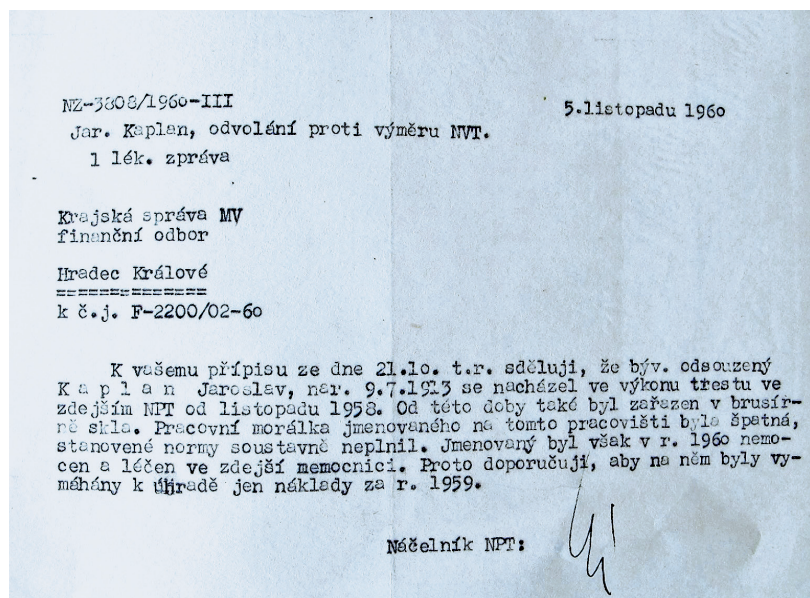 NZ-3808/1960-III
5.listopadu 1960
Jar. Kaplan, odvolání proti výměru NVT.
1 lék. zpráva
Krajská správa MV
finanční odbor
Hradec Králové
==============
k č.j. F-2200/02-60
K vašemu přípisu ze dne 21.10. t.r. sděluji, že býv. odsouzený
K a p l a n Jaroslav, nar. 9.7.1913 se nacházel ve výkonu trestu ve
zdejším NPT od listopadu 1958. Od této doby také byl zařazen v brusír-
ně skla. Pracovní morálka jmenovaného na tomto pracovišti byla špatná,
stanovené normy soustavně neplnil. Jmenovaný byl však v r. 1960 nemo-
cen a léčen ve zdejší memocnici. Proto doporučuji, aby na něm byly vy-
máhány k úhradě jen náklady za r. 1959.
Náčelník NPT: